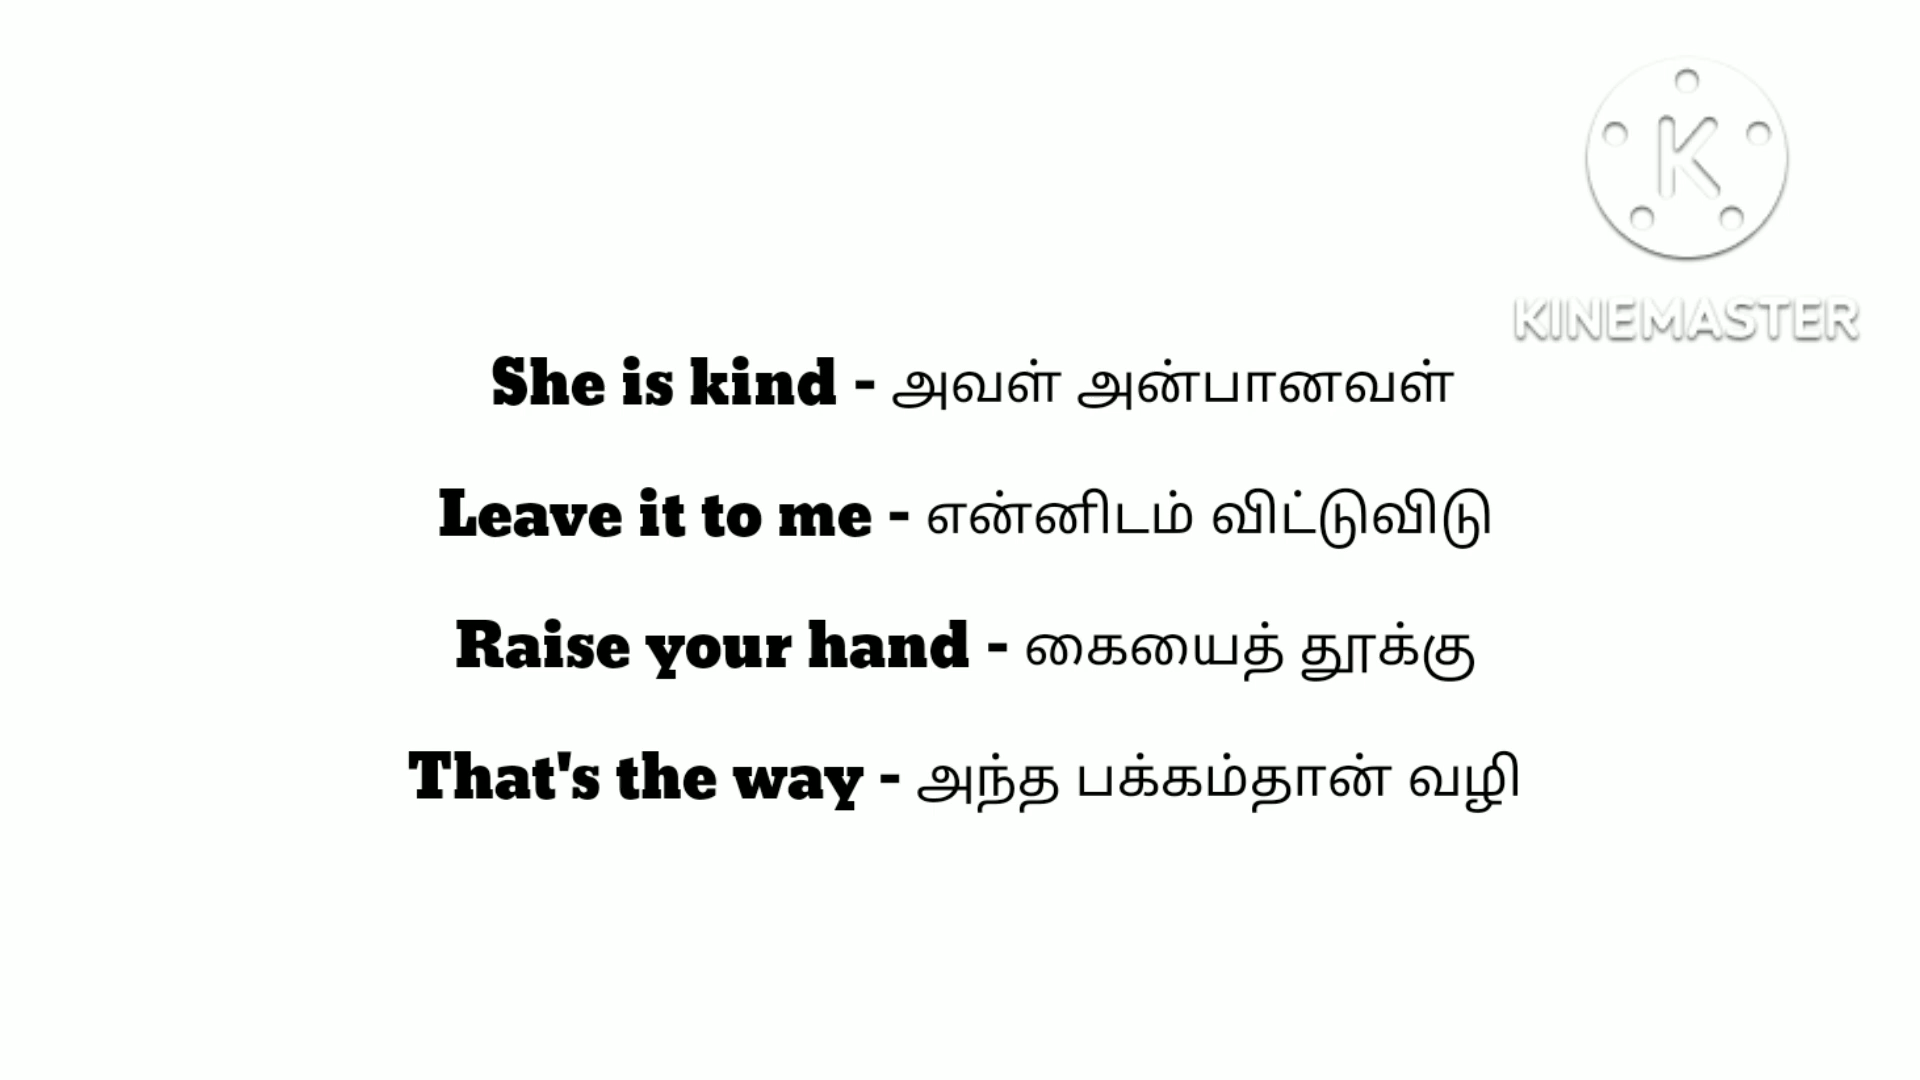 K
KINEMASTER
She is kind - அவள் அன்பானவள்
Leave it to me - என்னிடம் விட்டுவிடு
Raise your hand - கையைத் தூக்கு
That's the way - அந்த பக்கம்தான் வழி